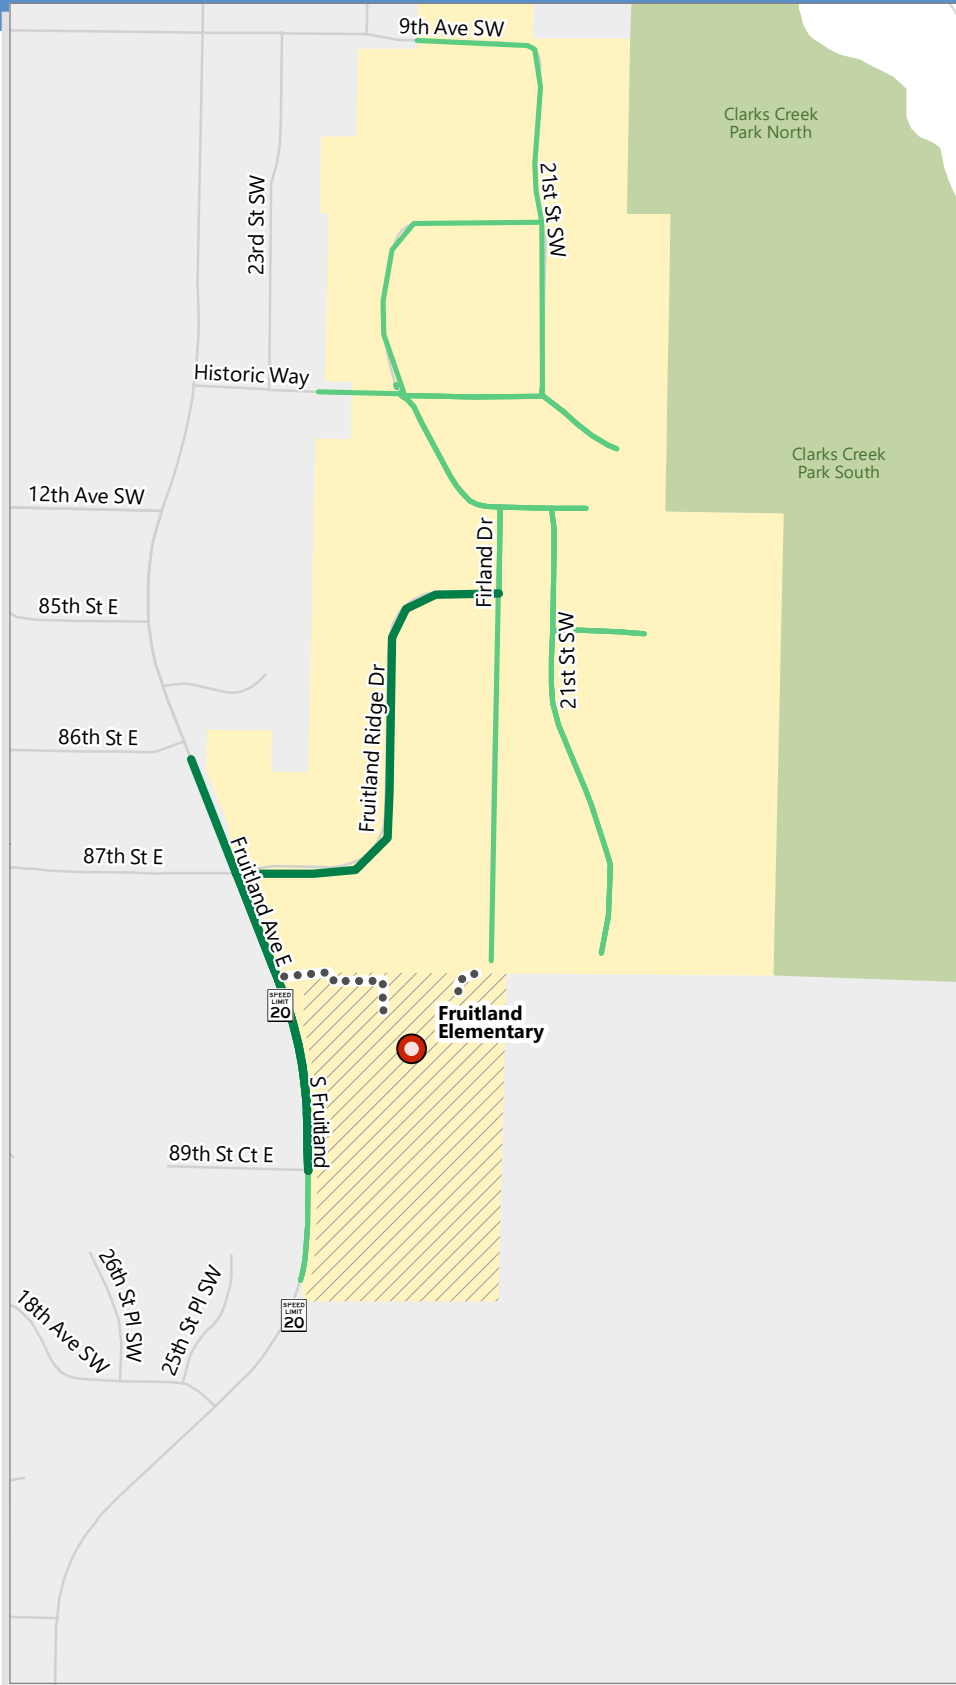 9th Ave SW
Clarks Creek
Park North
21st St SW
23rd St SW
Historic Way
Clarks Creek
Park South
12th Ave SW
Firland Dr
85th St E
21st St SW
Fruitland Ridge Dr
86th St E
Fruitland Ave E
87th St E
SPEED
LIMIT
20
Fruitland
Elementary
S Fruitland
89th St Ct E
26th St Pl SW
25th St Pl SW
18th Ave SW
SPEED
LIMIT
20